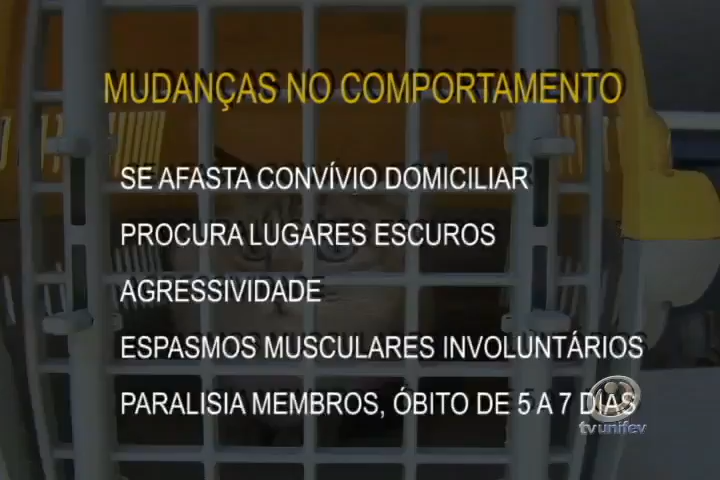 MUDANÇAS NO COMPORTAMENTO
SE AFASTA CONVÍVIO DOMICILIAR
PROCURA LUGARES ESCUROS
AGRESSIVIDADE
ESPASMOS MUSCULARES INVOLUNTÁRIOS
PARALISIA MEMBROS, ÓBITO DE 5 A 7 DIAS
tvunifev